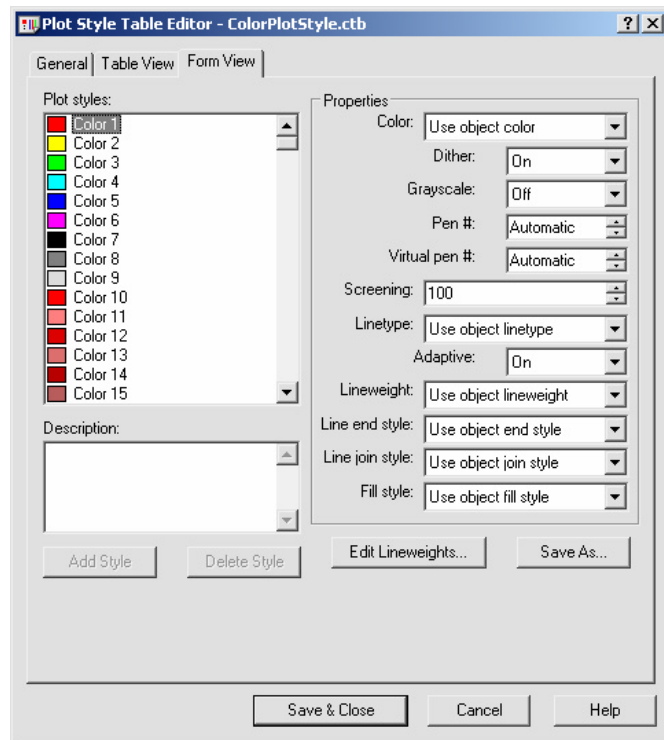 Plot Style Table Editor - ColorPlotStyle.ctb
General Table View Form View
Plot styles:
Color 1
Color 2
Color 3
Color 4
Color 5
Color 6
Color 7
Color 8
Color 9
Color 10
Color 11
Color 12
Color 13
Color 14
Color 15
Description:
Add Style Delete Style
Properties
Color: Use object color
Dither: On
Grayscale: Off
Pen #: Automatic
Virtual pen #: Automatic
Screening: 100
Linetype: Use object linetype
Adaptive: On
Lineweight: Use object lineweight
Line end style: Use object end style
Line join style: Use object join style
Fill style: Use object fill style
Edit Lineweights... Save As...
Save & Close Cancel Help